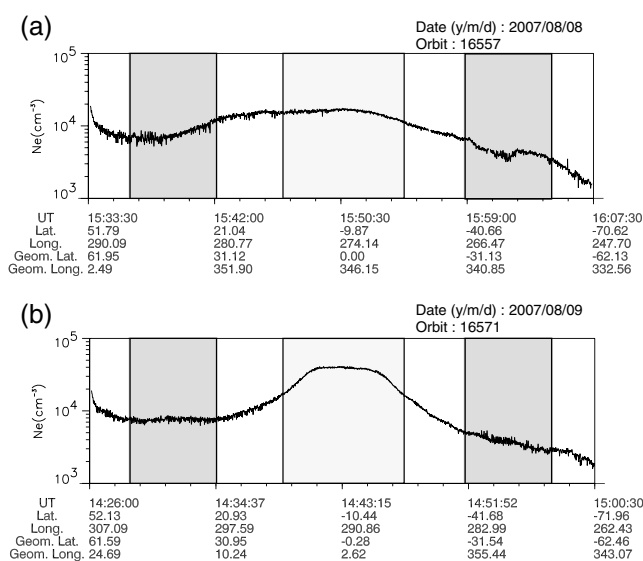 (a)
Date (y/m/d) : 2007/08/08
Orbit : 16557
10^5
10^4
10^3
Ne(cm^-3)
UT 15:33:30 15:42:00 15:50:30 15:59:00 16:07:30
Lat. 51.79 21.04 -9.87 -40.66 -70.62
Long. 290.09 280.77 274.14 266.47 247.70
Geom. Lat. 61.95 31.12 0.00 -31.13 -62.13
Geom. Long. 2.49 351.90 346.15 340.85 332.56
(b)
Date (y/m/d) : 2007/08/09
Orbit : 16571
10^5
10^4
10^3
Ne(cm^-3)
UT 14:26:00 14:34:37 14:43:15 14:51:52 15:00:30
Lat. 52.13 20.93 -10.44 -41.68 -71.96
Long. 307.09 297.59 290.86 282.99 262.43
Geom. Lat. 61.59 30.95 -0.28 -31.54 -62.46
Geom. Long. 24.69 10.24 2.62 355.44 343.07